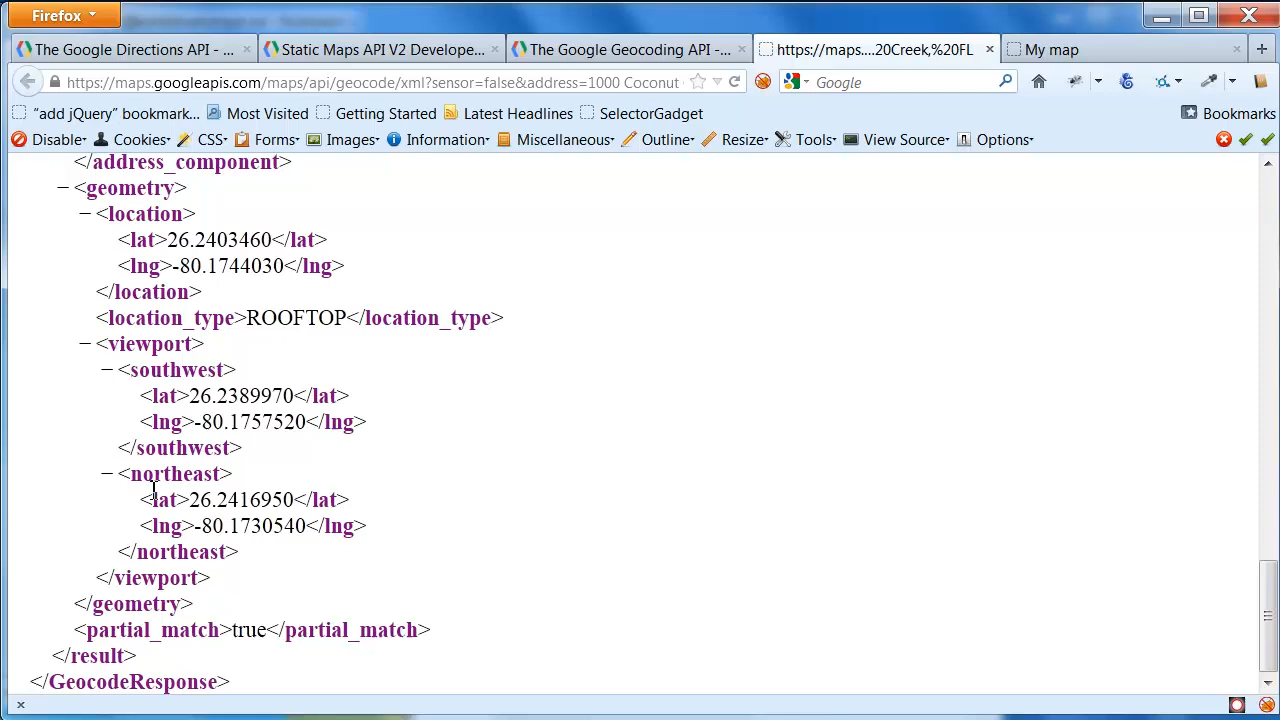 Firefox
The Google Directions API - ...
Static Maps API V2 Develope...
The Google Geocoding API -...
https://maps....20Creek,%20FL
My map
https://maps.googleapis.com/maps/api/geocode/xml?sensor=false&address=1000 Coconut
Google
"add jQuery" bookmark...
Most Visited
Getting Started
Latest Headlines
SelectorGadget
Bookmarks
Disable
Cookies
CSS
Forms
Images
Information
Miscellaneous
Outline
Resize
Tools
View Source
Options
</address_component>
− <geometry>
− <location>
<lat>26.2403460</lat>
<lng>-80.1744030</lng>
</location>
<location_type>ROOFTOP</location_type>
− <viewport>
− <southwest>
<lat>26.2389970</lat>
<lng>-80.1757520</lng>
</southwest>
− <northeast>
<lat>26.2416950</lat>
<lng>-80.1730540</lng>
</northeast>
</viewport>
</geometry>
<partial_match>true</partial_match>
</result>
</GeocodeResponse>